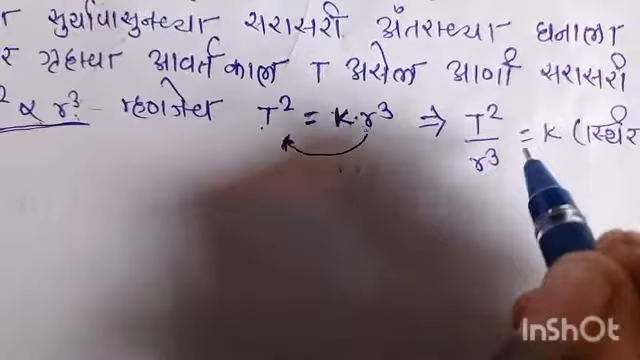 सुर्यापासुनच्या सरासरी अंतराच्या घनाला
र ग्रहाचा आवर्तकाल T असेल आणी सरासरी
² ∝ r³ म्हणजेच T² = K·r³ ⇒ T²/r³ = K (स्थिर
InShOt